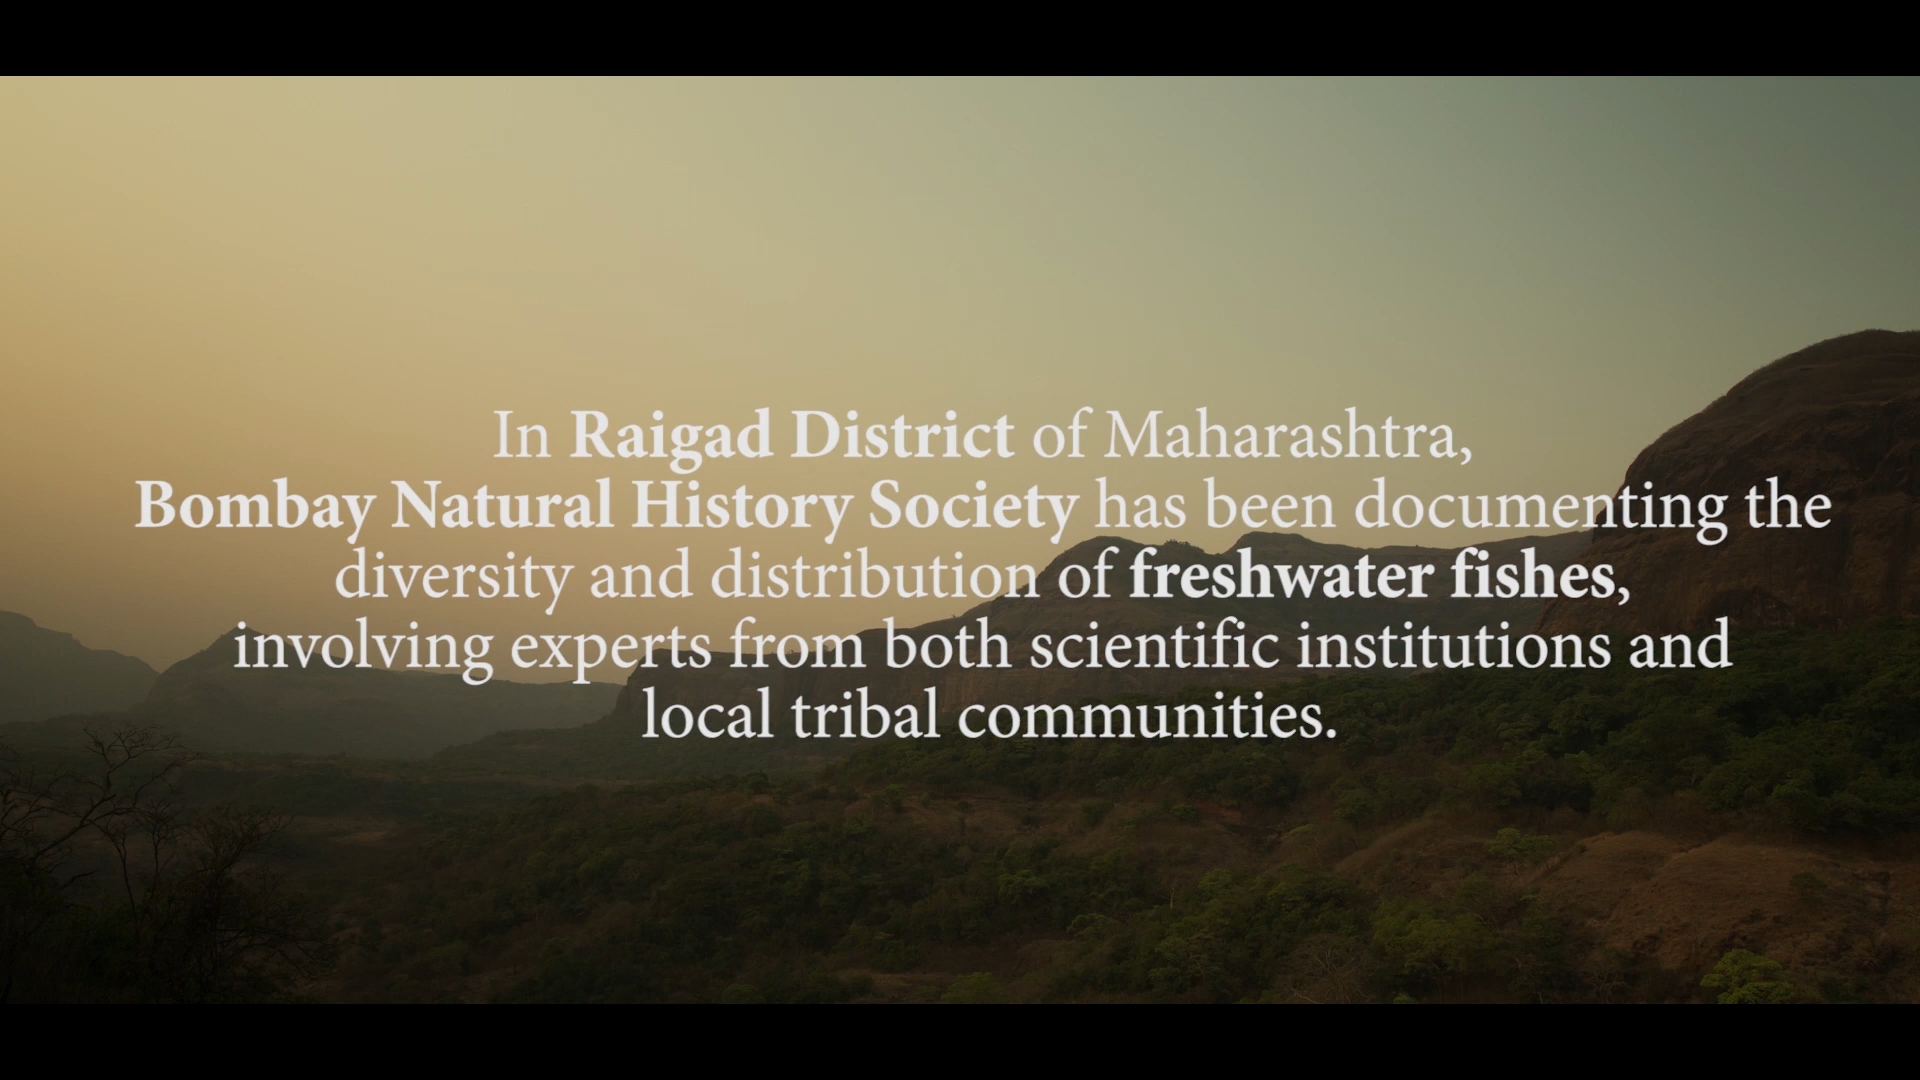 In Raigad District of Maharashtra,
Bombay Natural History Society has been documenting the
diversity and distribution of freshwater fishes,
involving experts from both scientific institutions and
local tribal communities.